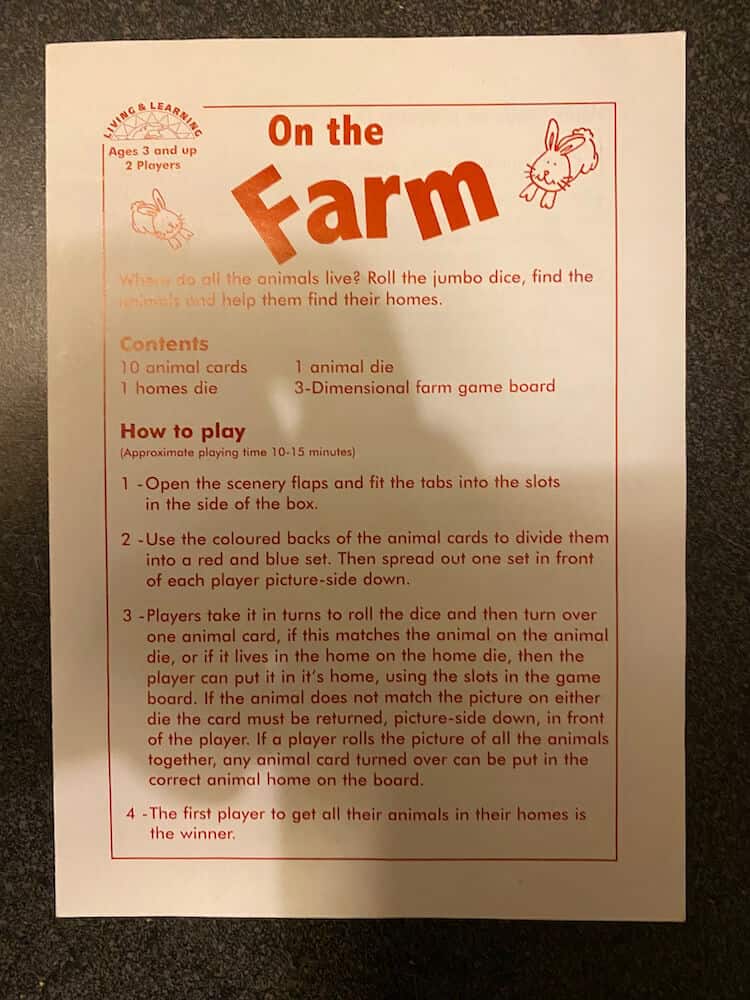 LIVING & LEARNING
Ages 3 and up
2 Players
On the
Farm
Where do all the animals live? Roll the jumbo dice, find the
animals and help them find their homes.
Contents
10 animal cards 1 animal die
1 homes die 3-Dimensional farm game board
How to play
(Approximate playing time 10-15 minutes)
1 - Open the scenery flaps and fit the tabs into the slots
in the side of the box.
2 - Use the coloured backs of the animal cards to divide them
into a red and blue set. Then spread out one set in front
of each player picture-side down.
3 - Players take it in turns to roll the dice and then turn over
one animal card, if this matches the animal on the animal
die, or if it lives in the home on the home die, then the
player can put it in it's home, using the slots in the game
board. If the animal does not match the picture on either
die the card must be returned, picture-side down, in front
of the player. If a player rolls the picture of all the animals
together, any animal card turned over can be put in the
correct animal home on the board.
4 - The first player to get all their animals in their homes is
the winner.